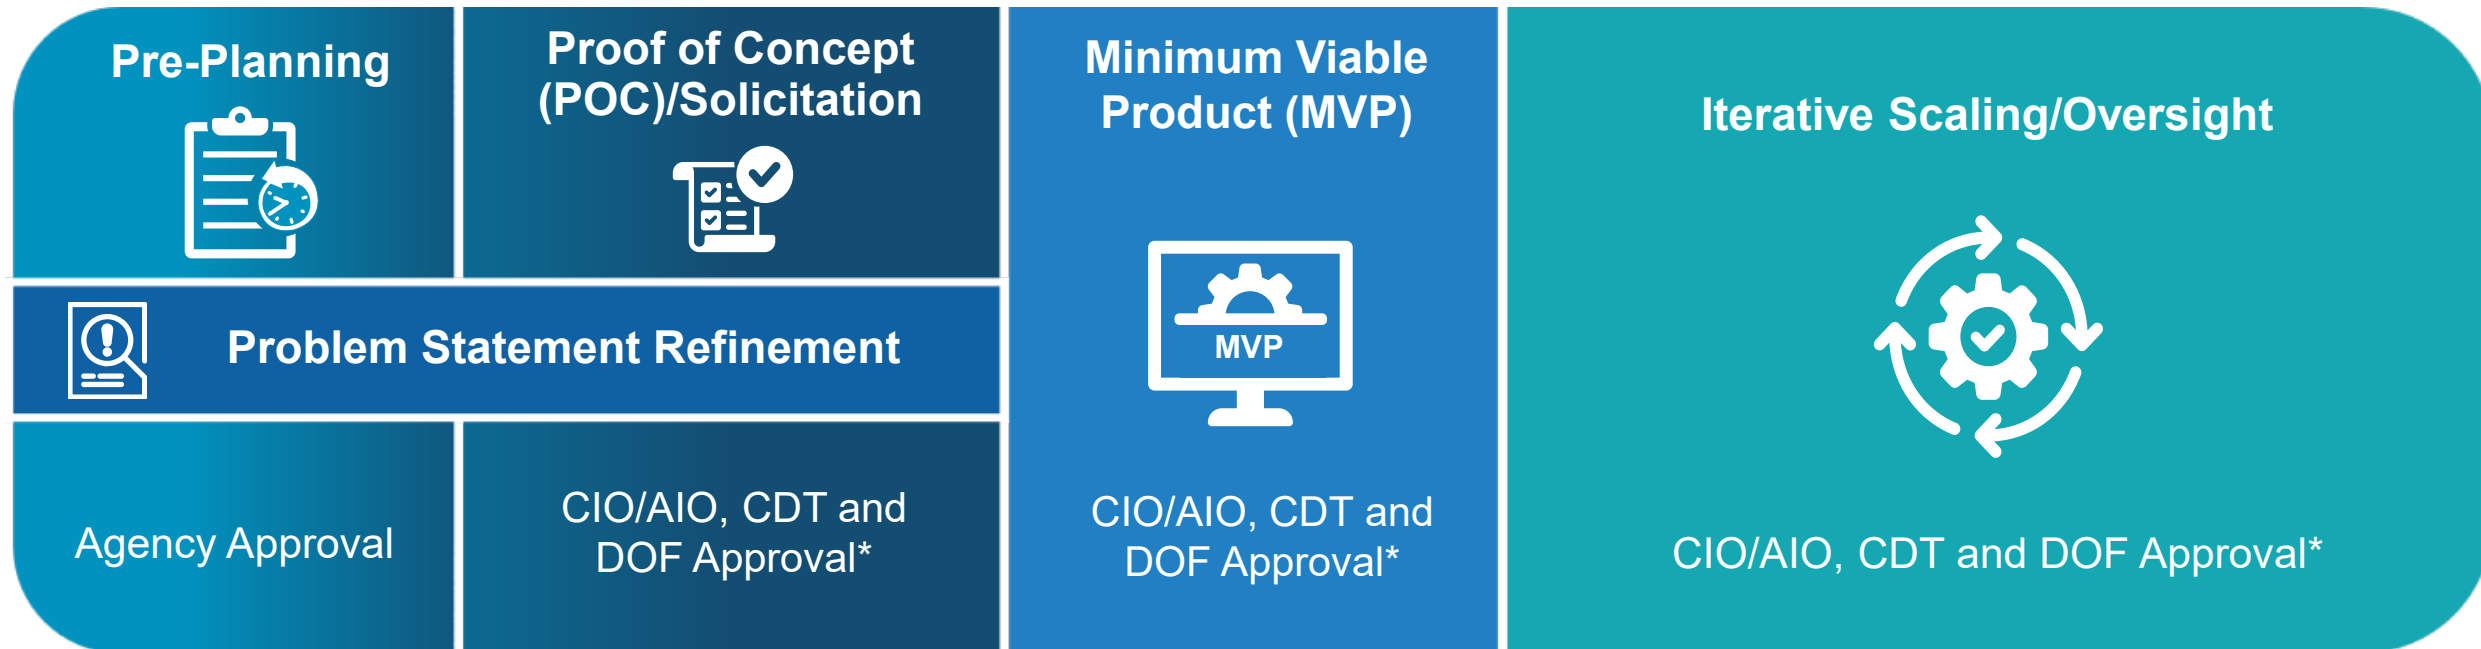 Pre-Planning
Proof of Concept
(POC)/Solicitation
Minimum Viable
Product (MVP)
Iterative Scaling/Oversight
Problem Statement Refinement
MVP
Agency Approval
CIO/AIO, CDT and
DOF Approval*
CIO/AIO, CDT and
DOF Approval*
CIO/AIO, CDT and DOF Approval*